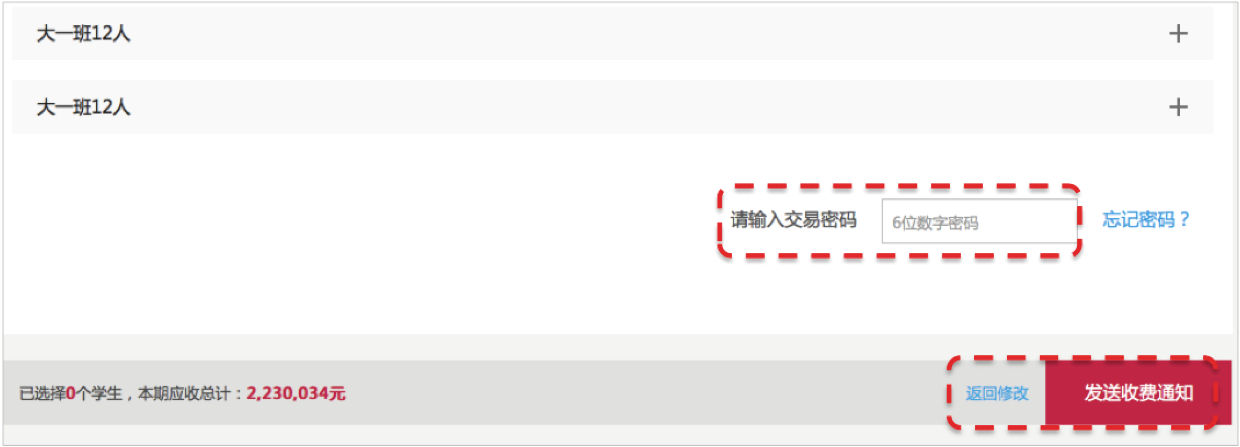 大一班12人
大一班12人
请输入交易密码 6位数字密码 忘记密码？
已选择0个学生，本期应收总计：2,230,034元 返回修改 发送收费通知